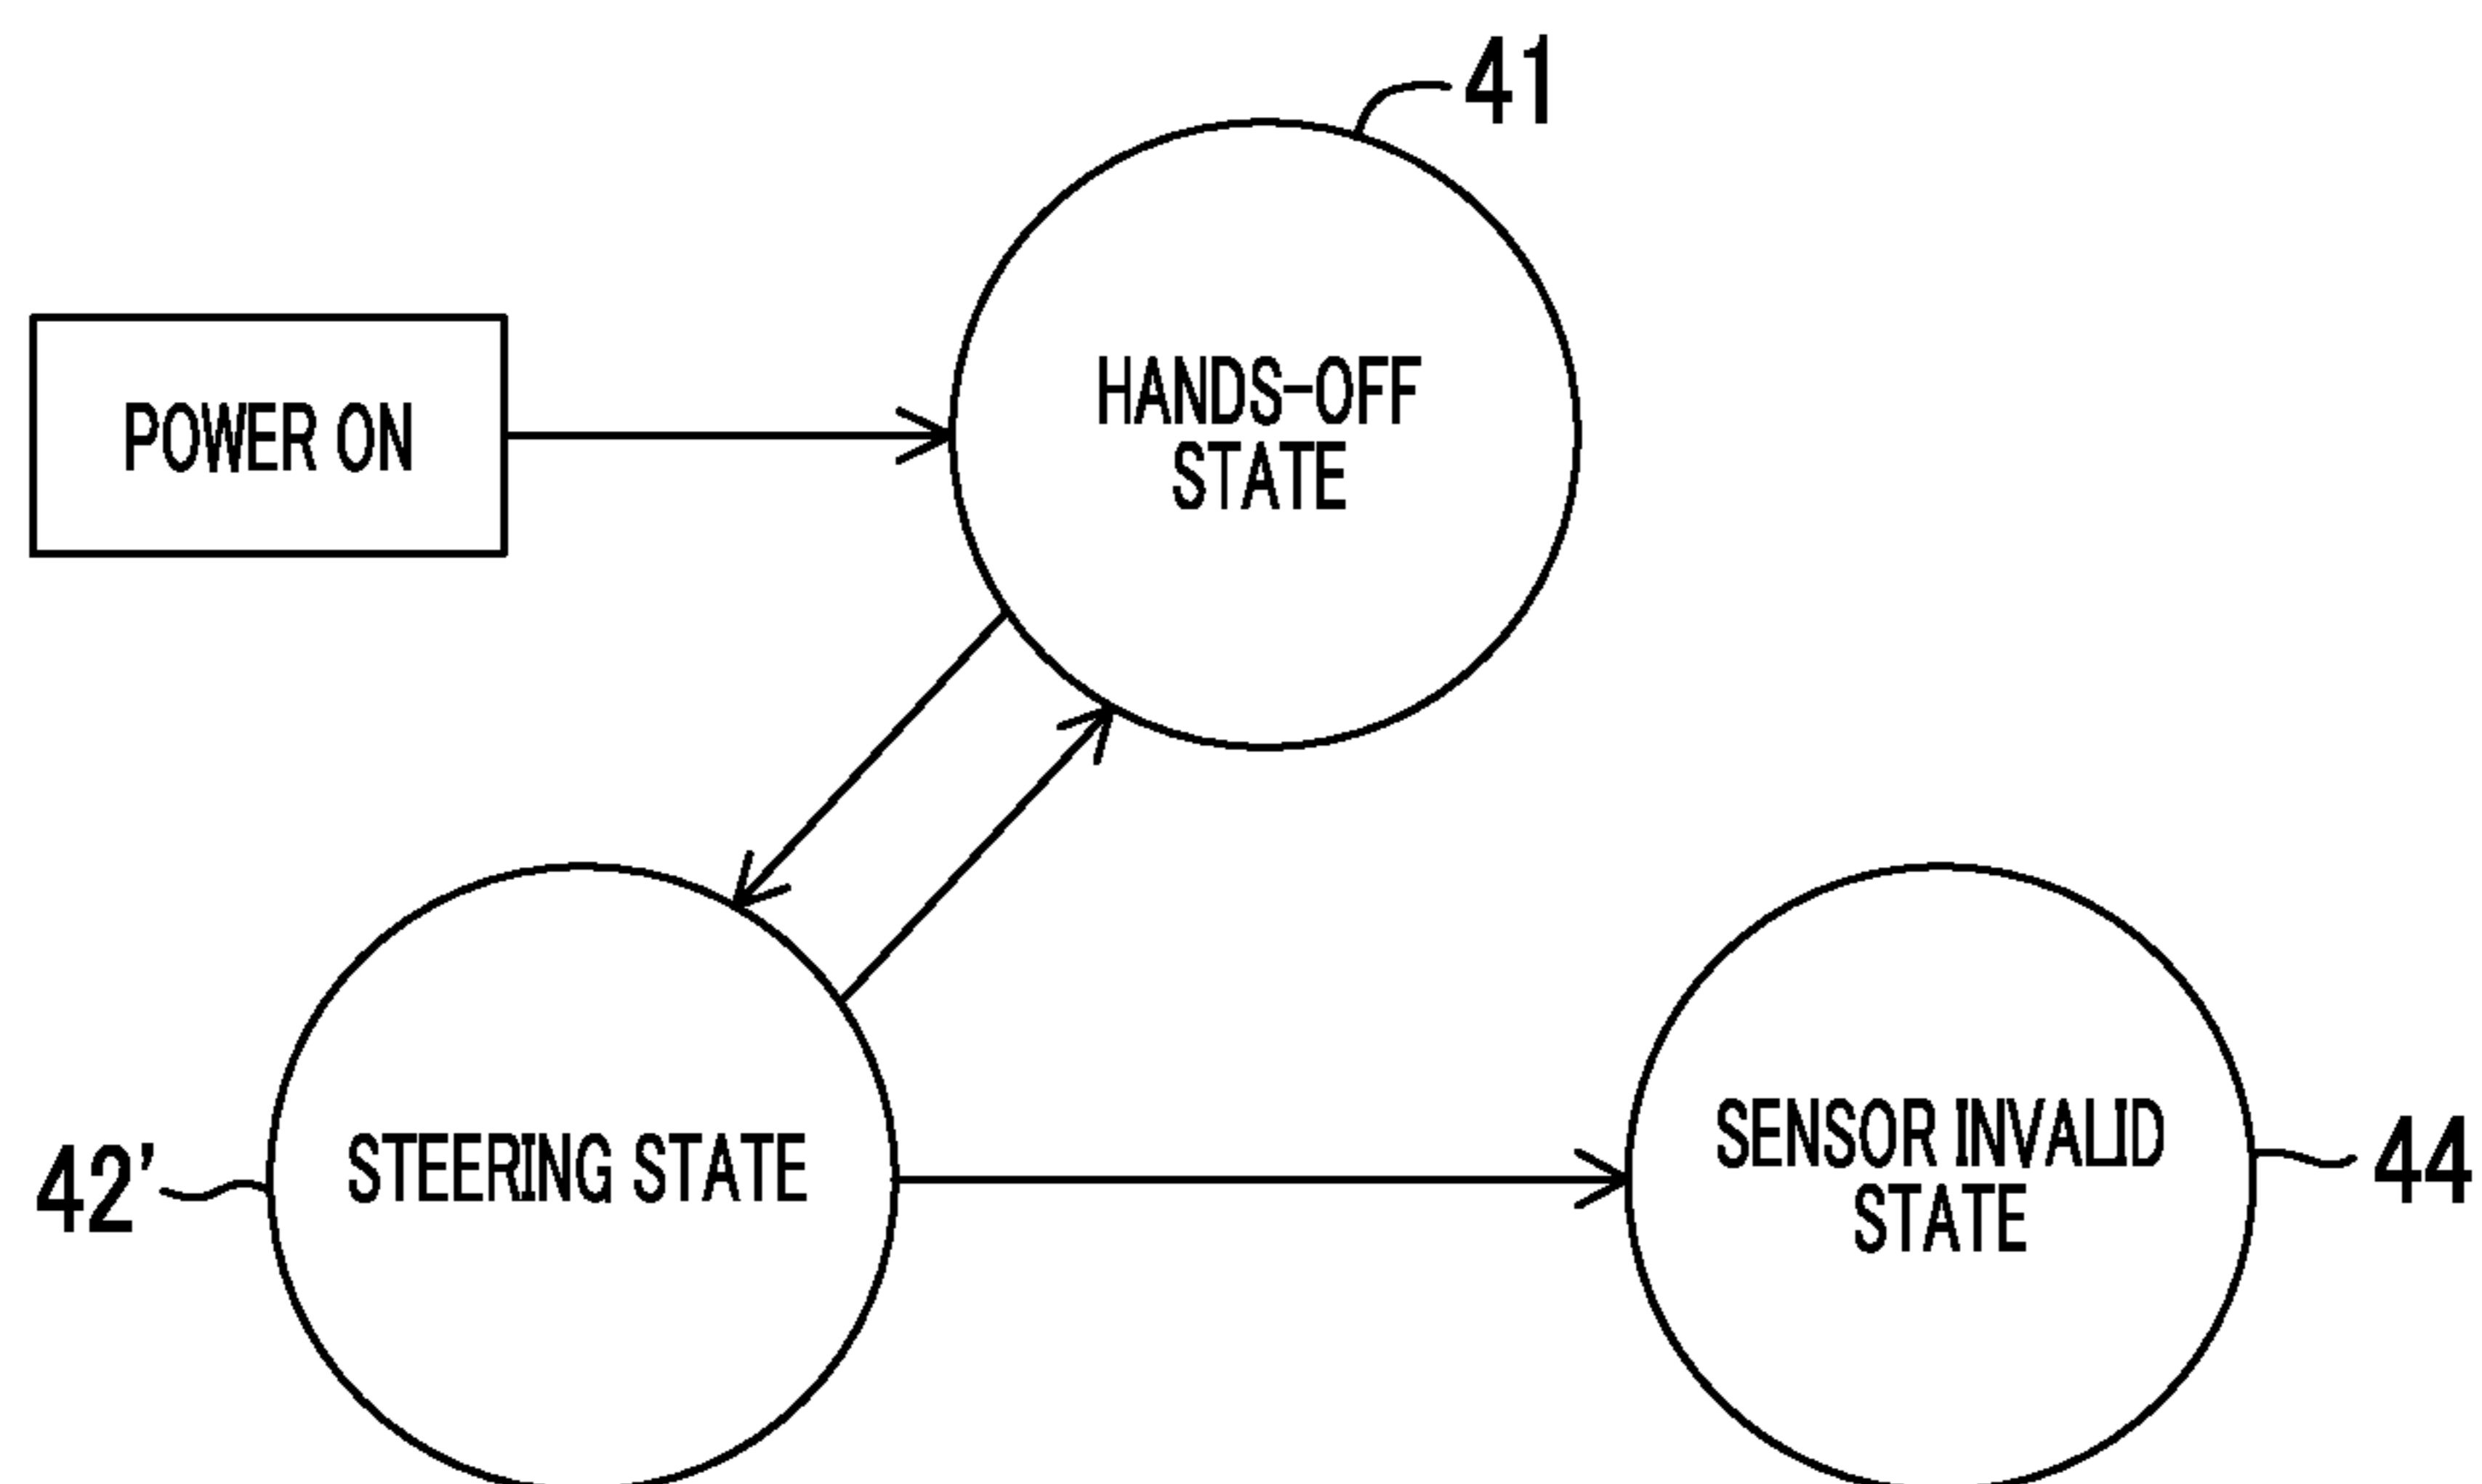 41
HANDS-OFF
STATE
POWER ON
42'
STEERING STATE
SENSOR INVALID
STATE
44